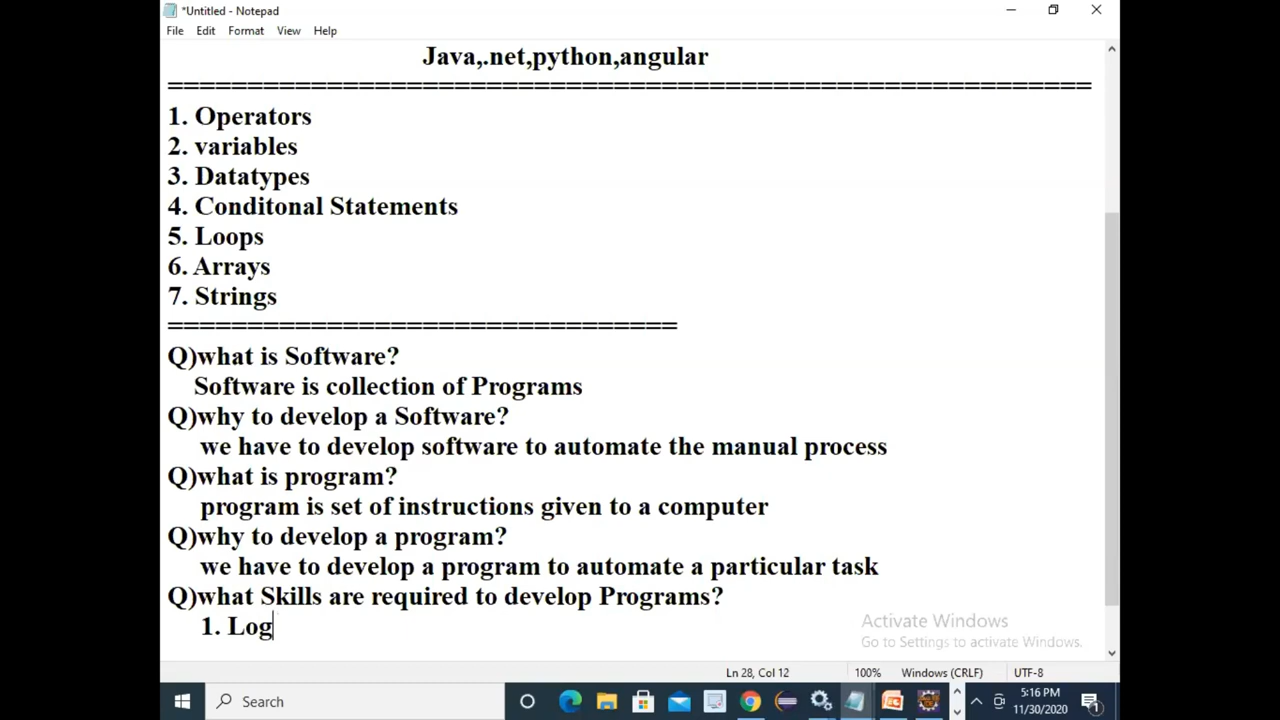 *Untitled - Notepad
File Edit Format View Help
Java,.net,python,angular
==========================================================
1. Operators
2. variables
3. Datatypes
4. Conditonal Statements
5. Loops
6. Arrays
7. Strings
================================
Q)what is Software?
Software is collection of Programs
Q)why to develop a Software?
we have to develop software to automate the manual process
Q)what is program?
program is set of instructions given to a computer
Q)why to develop a program?
we have to develop a program to automate a particular task
Q)what Skills are required to develop Programs?
1. Log
Activate Windows
Go to Settings to activate Windows.
Ln 28, Col 12 100% Windows (CRLF) UTF-8
Search
5:16 PM
11/30/2020
1